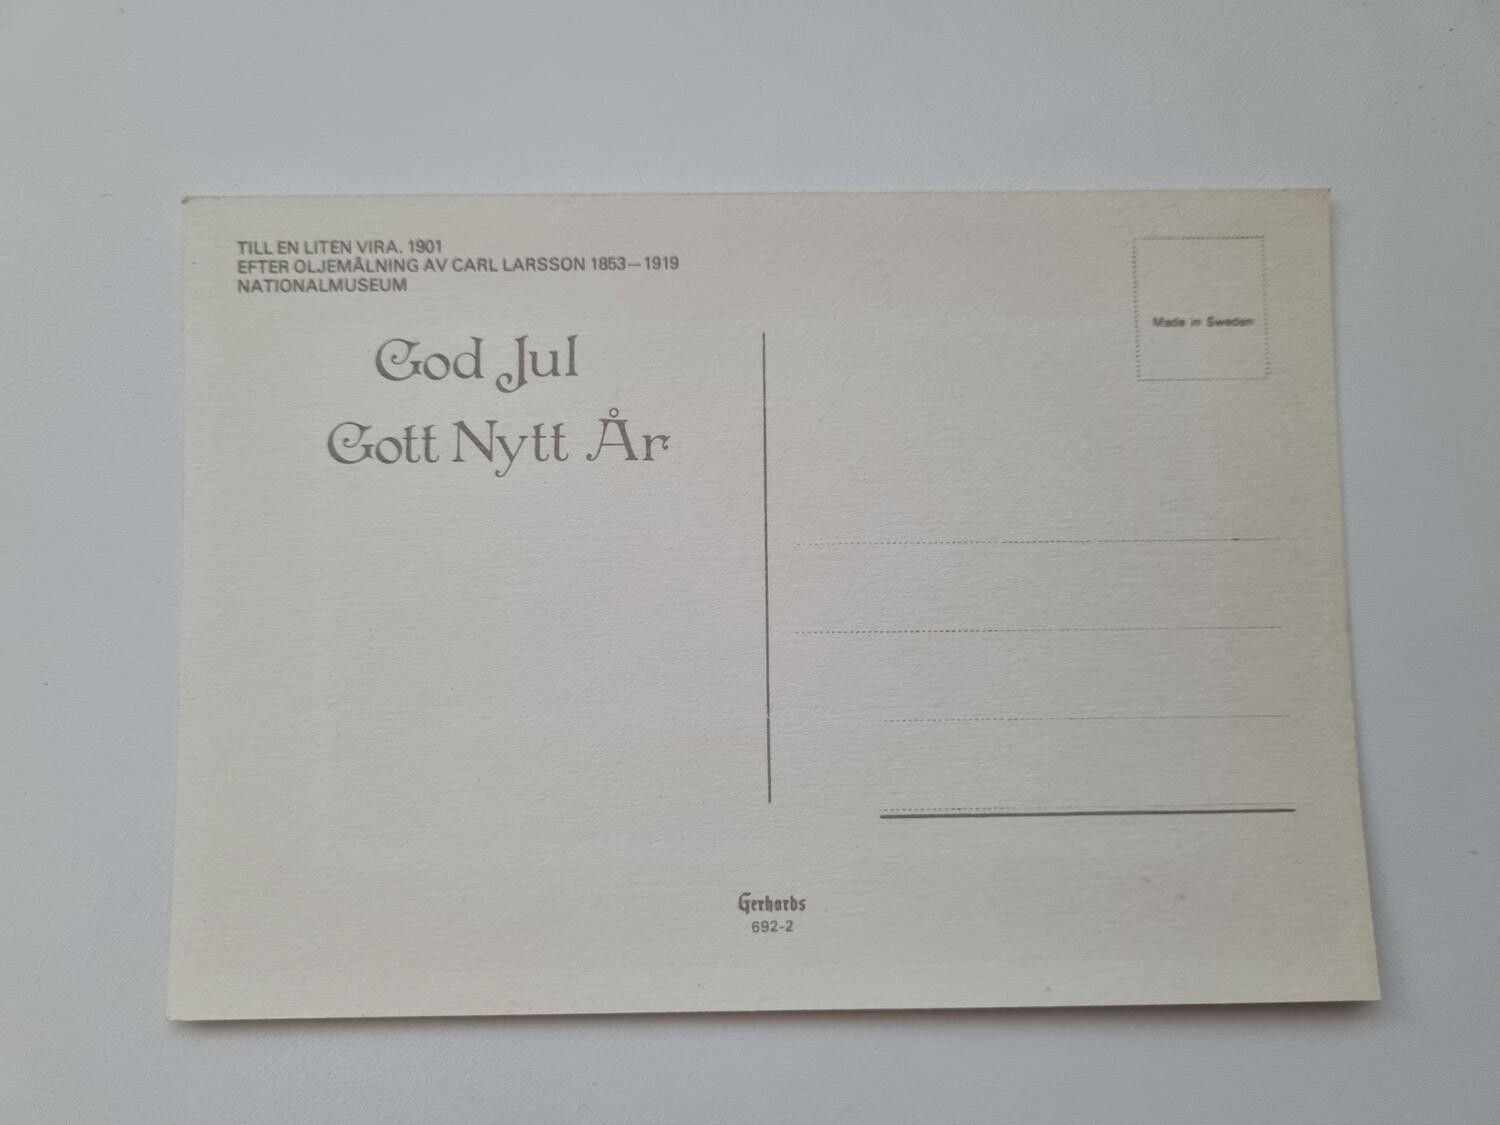 TILL EN LITEN VIRA. 1901
EFTER OLJEMÅLNING AV CARL LARSSON 1853–1919
NATIONALMUSEUM
God Jul
Gott Nytt År
Made in Sweden
Gerhards
692-2